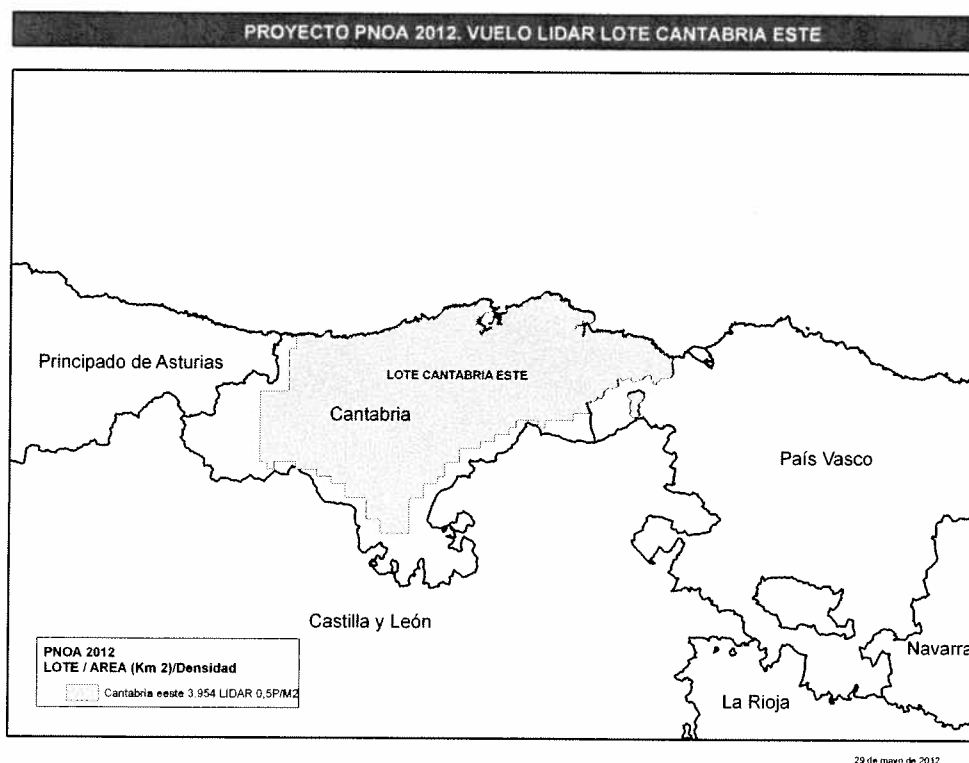 PROYECTO PNOA 2012. VUELO LIDAR LOTE CANTABRIA ESTE
Principado de Asturias
LOTE CANTABRIA ESTE
Cantabria
País Vasco
Castilla y León
Navarra
La Rioja
PNOA 2012
LOTE / AREA (Km 2)/Densidad
Cantabria eeste 3.954 LIDAR 0,5P/M2
29 de mayo de 2012